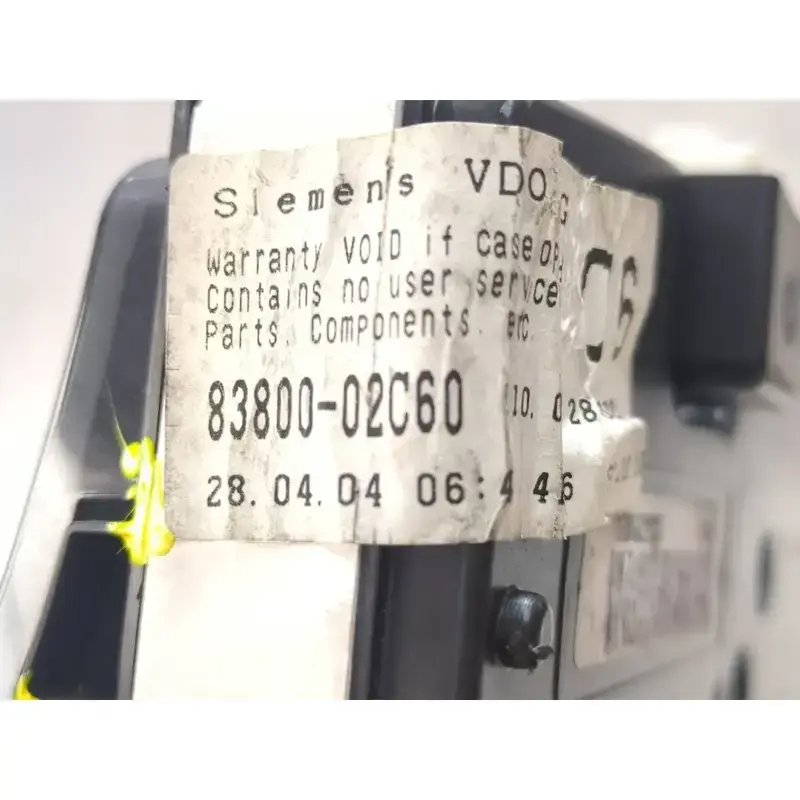 Siemens VDO
Warranty VOID if case
Contains no user service
Parts. Components. etc.
83800-02C60
28.04.04 06:4